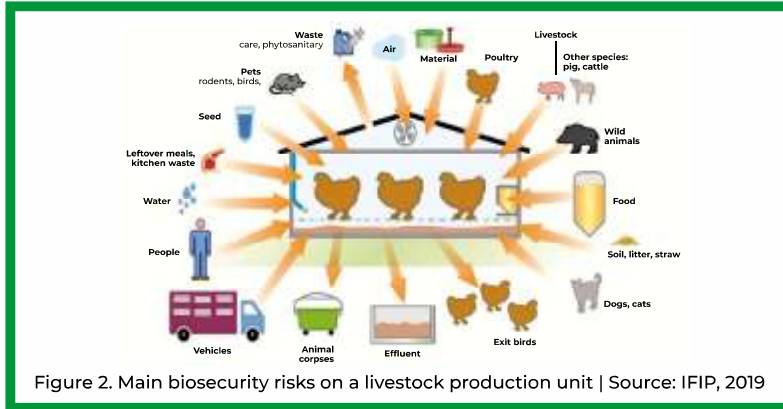 Waste
care, phytosanitary
Air
Material
Poultry
Livestock
Other species:
pig, cattle
Pets
rodents, birds,
Seed
Wild
animals
Leftover meals,
kitchen waste
Water
Food
People
Soil, litter, straw
Dogs, cats
Vehicles
Animal
corpses
Effluent
Exit birds
Figure 2. Main biosecurity risks on a livestock production unit | Source: IFIP, 2019